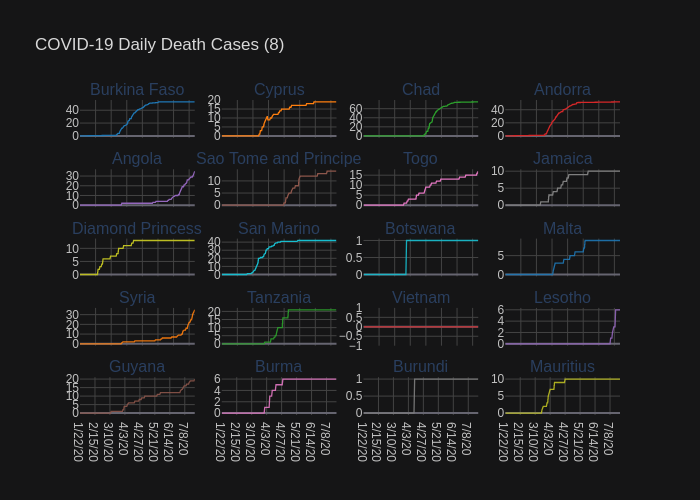 COVID-19 Daily Death Cases (8)
Burkina Faso Cyprus Chad Andorra
40 20 0
20 15 10 5 0
60 40 20 0
40 20 0
Angola Sao Tome and Principe Togo Jamaica
30 20 10 0
10 5 0
15 10 5 0
10 5 0
Diamond Princess San Marino Botswana Malta
10 5 0
40 30 20 10 0
1 0.5 0
5 0
Syria Tanzania Vietnam Lesotho
30 20 10 0
20 15 10 5 0
1 0.5 0 −0.5 −1
6 4 2 0
Guyana Burma Burundi Mauritius
20 15 10 5 0
6 4 2 0
1 0.5 0
10 5 0
1/22/20 2/15/20 3/10/20 4/3/20 4/27/20 5/21/20 6/14/20 7/8/20
1/22/20 2/15/20 3/10/20 4/3/20 4/27/20 5/21/20 6/14/20 7/8/20
1/22/20 2/15/20 3/10/20 4/3/20 4/27/20 5/21/20 6/14/20 7/8/20
1/22/20 2/15/20 3/10/20 4/3/20 4/27/20 5/21/20 6/14/20 7/8/20